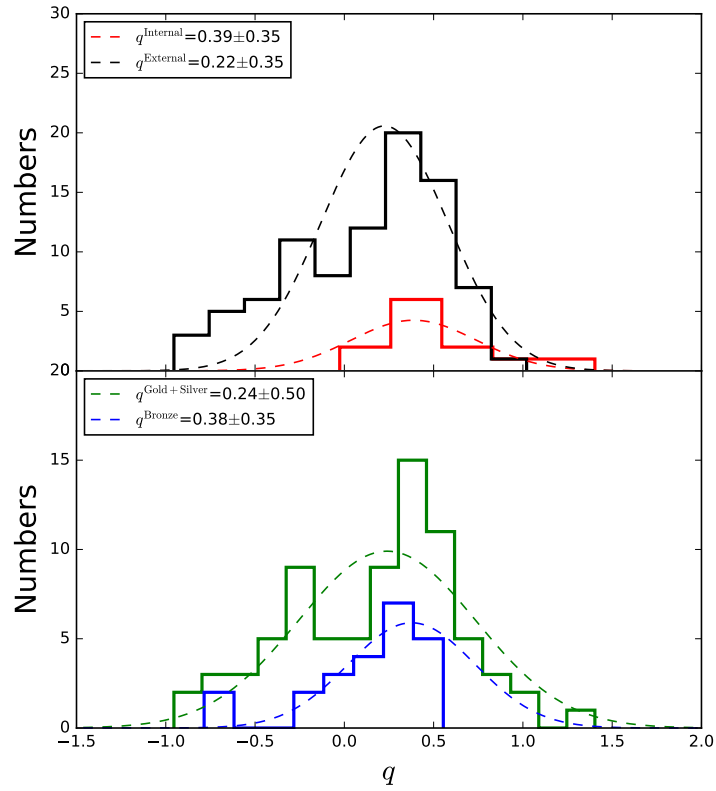 30
q^Internal=0.39±0.35
q^External=0.22±0.35
25
20
15
10
5
0
Numbers
20
q^Gold+Silver=0.24±0.50
q^Bronze=0.38±0.35
15
10
5
0
Numbers
−1.5 −1.0 −0.5 0.0 0.5 1.0 1.5 2.0
q